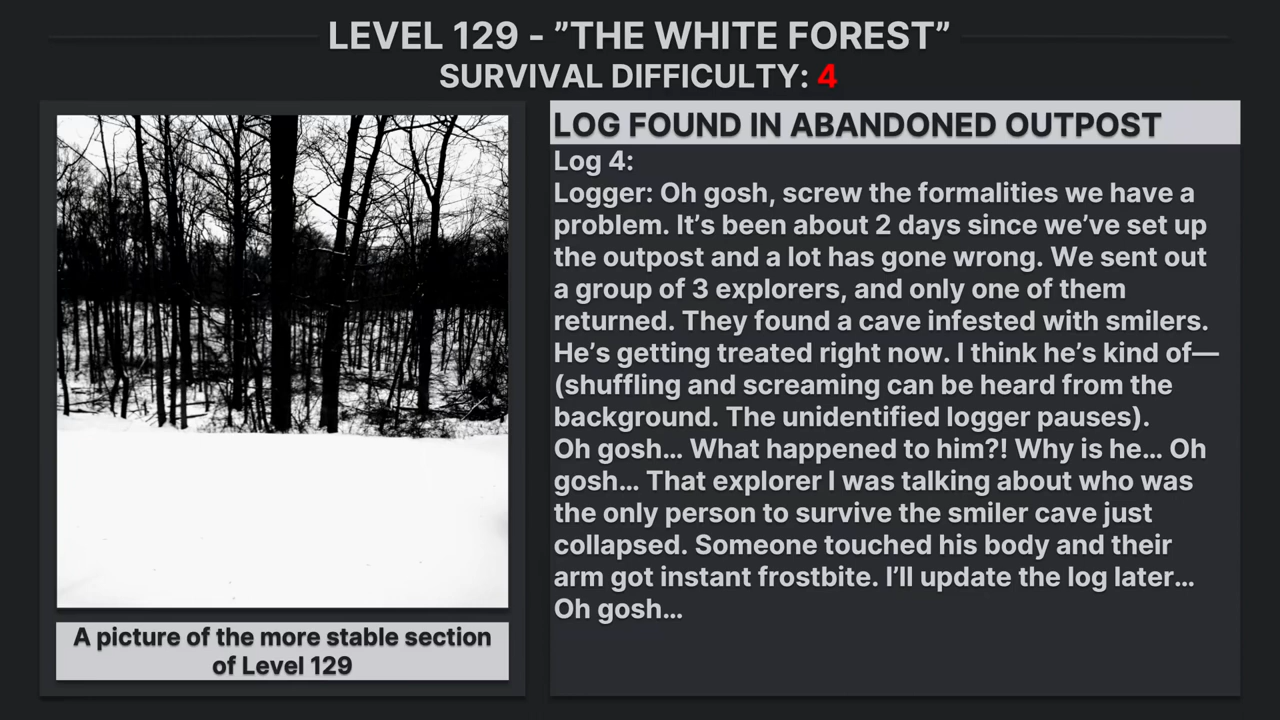 LEVEL 129 - ”THE WHITE FOREST”
SURVIVAL DIFFICULTY: 4
LOG FOUND IN ABANDONED OUTPOST
Log 4:
Logger: Oh gosh, screw the formalities we have a
problem. It’s been about 2 days since we’ve set up
the outpost and a lot has gone wrong. We sent out
a group of 3 explorers, and only one of them
returned. They found a cave infested with smilers.
He’s getting treated right now. I think he’s kind of—
(shuffling and screaming can be heard from the
background. The unidentified logger pauses).
Oh gosh... What happened to him?! Why is he... Oh
gosh... That explorer I was talking about who was
the only person to survive the smiler cave just
collapsed. Someone touched his body and their
arm got instant frostbite. I’ll update the log later...
Oh gosh...
A picture of the more stable section
of Level 129